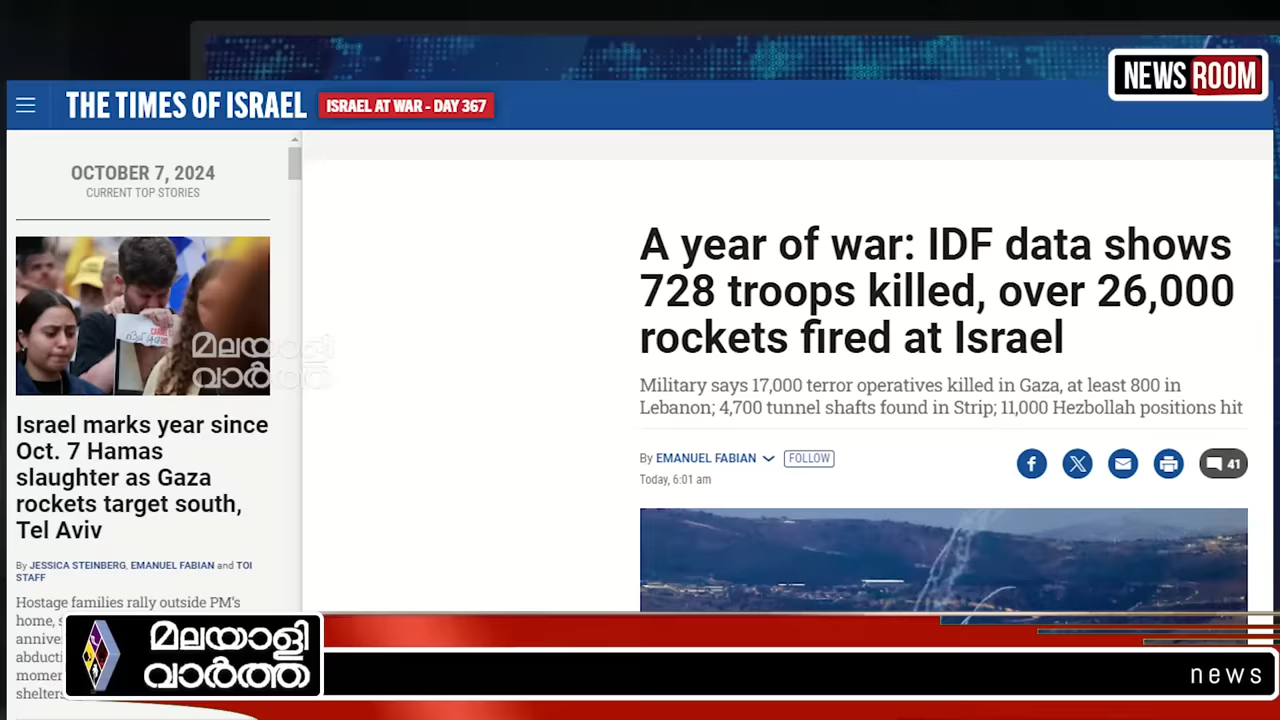 NEWS ROOM
THE TIMES OF ISRAEL
ISRAEL AT WAR - DAY 367
OCTOBER 7, 2024
CURRENT TOP STORIES
മലയാളി
വാർത്ത
Israel marks year since
Oct. 7 Hamas
slaughter as Gaza
rockets target south,
Tel Aviv
By JESSICA STEINBERG, EMANUEL FABIAN and TOI
STAFF
Hostage families rally outside PM's
home,
A year of war: IDF data shows
728 troops killed, over 26,000
rockets fired at Israel
Military says 17,000 terror operatives killed in Gaza, at least 800 in
Lebanon; 4,700 tunnel shafts found in Strip; 11,000 Hezbollah positions hit
By EMANUEL FABIAN FOLLOW
Today, 6:01 am
41
മലയാളി
വാർത്ത
news